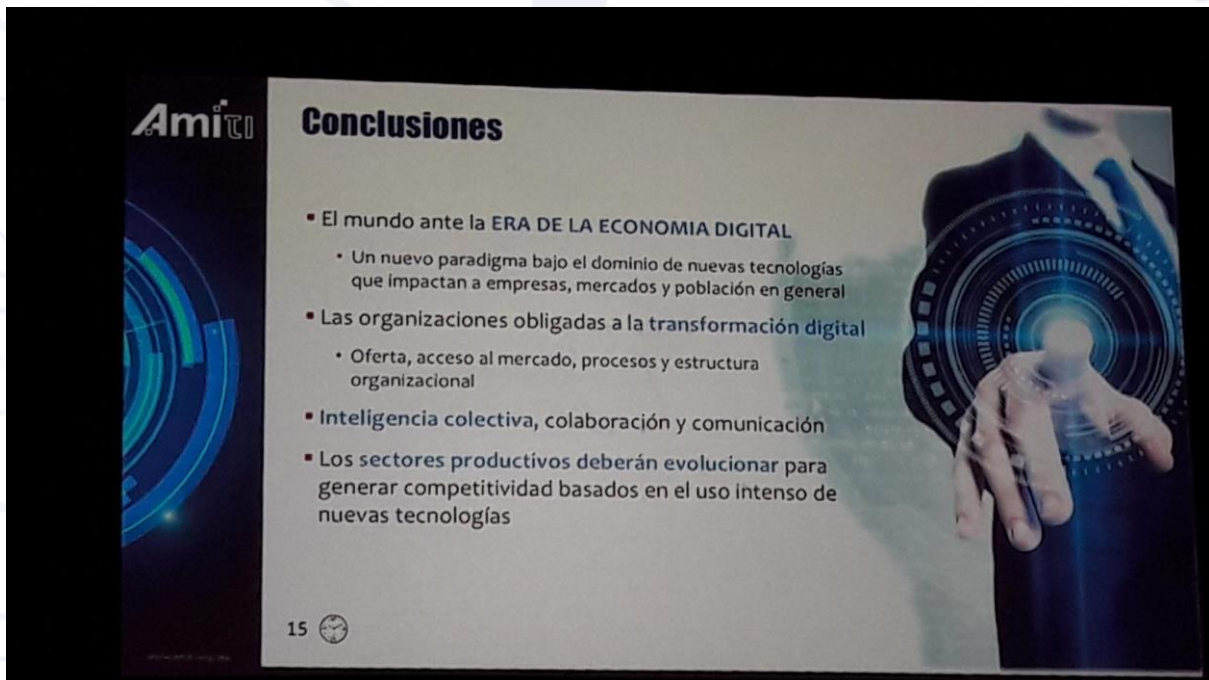 AmiTI
Conclusiones
▪ El mundo ante la ERA DE LA ECONOMIA DIGITAL
• Un nuevo paradigma bajo el dominio de nuevas tecnologías
que impactan a empresas, mercados y población en general
▪ Las organizaciones obligadas a la transformación digital
• Oferta, acceso al mercado, procesos y estructura
organizacional
▪ Inteligencia colectiva, colaboración y comunicación
▪ Los sectores productivos deberán evolucionar para
generar competitividad basados en el uso intenso de
nuevas tecnologías
15